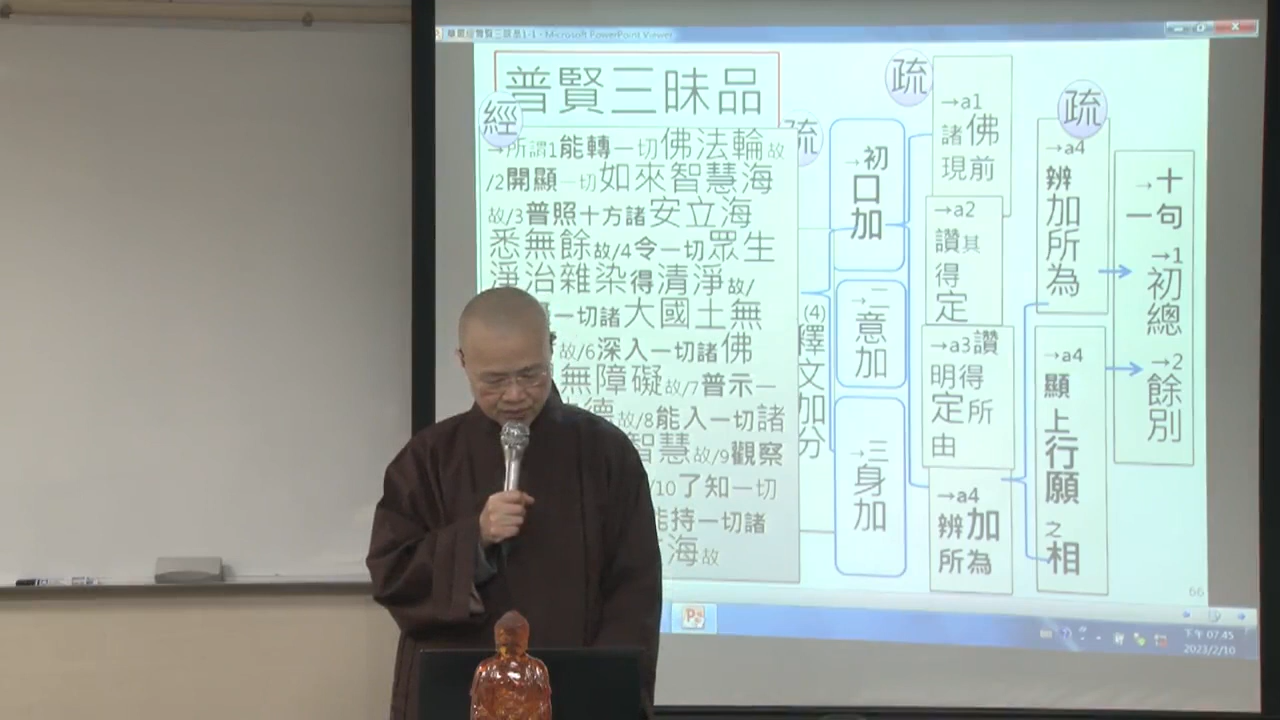 華嚴經普賢三昧品1-1 - Microsoft PowerPoint Viewer
普賢三昧品
經
→所謂1能轉一切佛法輪故
/2開顯一切如來智慧海
故/3普照十方諸安立海
悉無餘故/4令一切眾生
淨治雜染得清淨故/
一切諸大國土無
故/6深入一切諸佛
無障礙故/7普示一
德故/8能入一切諸
智慧故/9觀察
/10了知一切
能持一切諸
海故
疏
(4)釋文加分
→初口加
→二意加
→三身加
疏
→a1
諸佛
現前
→a2
讚其
得
定
→a3讚
明得
定所
由
→a4
辨加
所為
疏
→a4
辨
加
所
為
→a4
顯上行願之相
→十
一句
→1
初總
→2
餘別
66
下午 07:45
2023/2/10